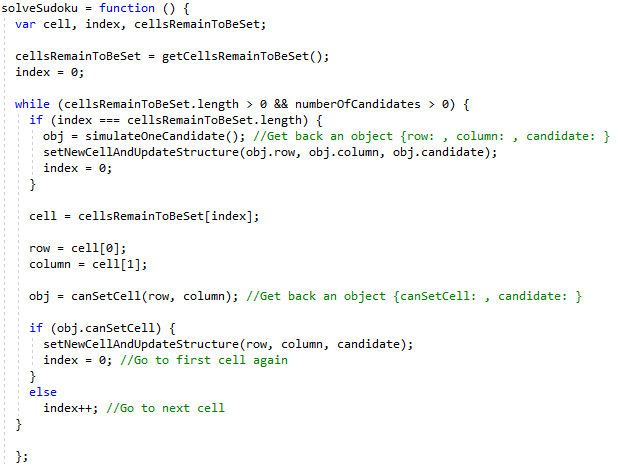 solveSudoku = function () {
var cell, index, cellsRemainToBeSet;
cellsRemainToBeSet = getCellsRemainToBeSet();
index = 0;
while (cellsRemainToBeSet.length > 0 && numberOfCandidates > 0) {
if (index === cellsRemainToBeSet.length) {
obj = simulateOneCandidate(); //Get back an object {row: , column: , candidate: }
setNewCellAndUpdateStructure(obj.row, obj.column, obj.candidate);
index = 0;
}
cell = cellsRemainToBeSet[index];
row = cell[0];
column = cell[1];
obj = canSetCell(row, column); //Get back an object {canSetCell: , candidate: }
if (obj.canSetCell) {
setNewCellAndUpdateStructure(row, column, candidate);
index = 0; //Go to first cell again
}
else
index++; //Go to next cell
}
};